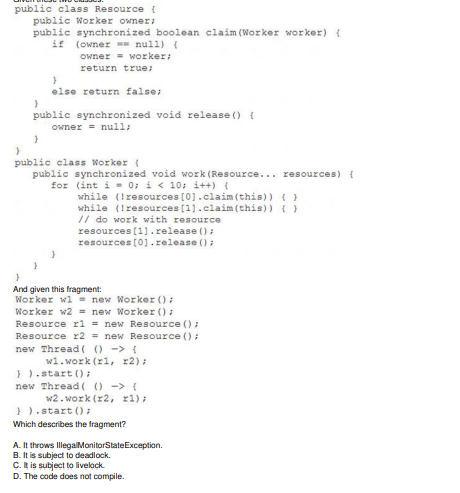 Given these two classes:
public class Resource {
public Worker owner;
public synchronized boolean claim(Worker worker) {
if (owner == null) {
owner = worker;
return true;
}
else return false;
}
public synchronized void release() {
owner = null;
}
}
public class Worker {
public synchronized void work(Resource... resources) {
for (int i = 0; i < 10; i++) {
while (!resources[0].claim(this)) { }
while (!resources[1].claim(this)) { }
// do work with resource
resources[1].release();
resources[0].release();
}
}
}
And given this fragment:
Worker w1 = new Worker();
Worker w2 = new Worker();
Resource r1 = new Resource();
Resource r2 = new Resource();
new Thread( () -> {
w1.work(r1, r2);
} ).start();
new Thread( () -> {
w2.work(r2, r1);
} ).start();
Which describes the fragment?
A. It throws IllegalMonitorStateException.
B. It is subject to deadlock.
C. It is subject to livelock.
D. The code does not compile.